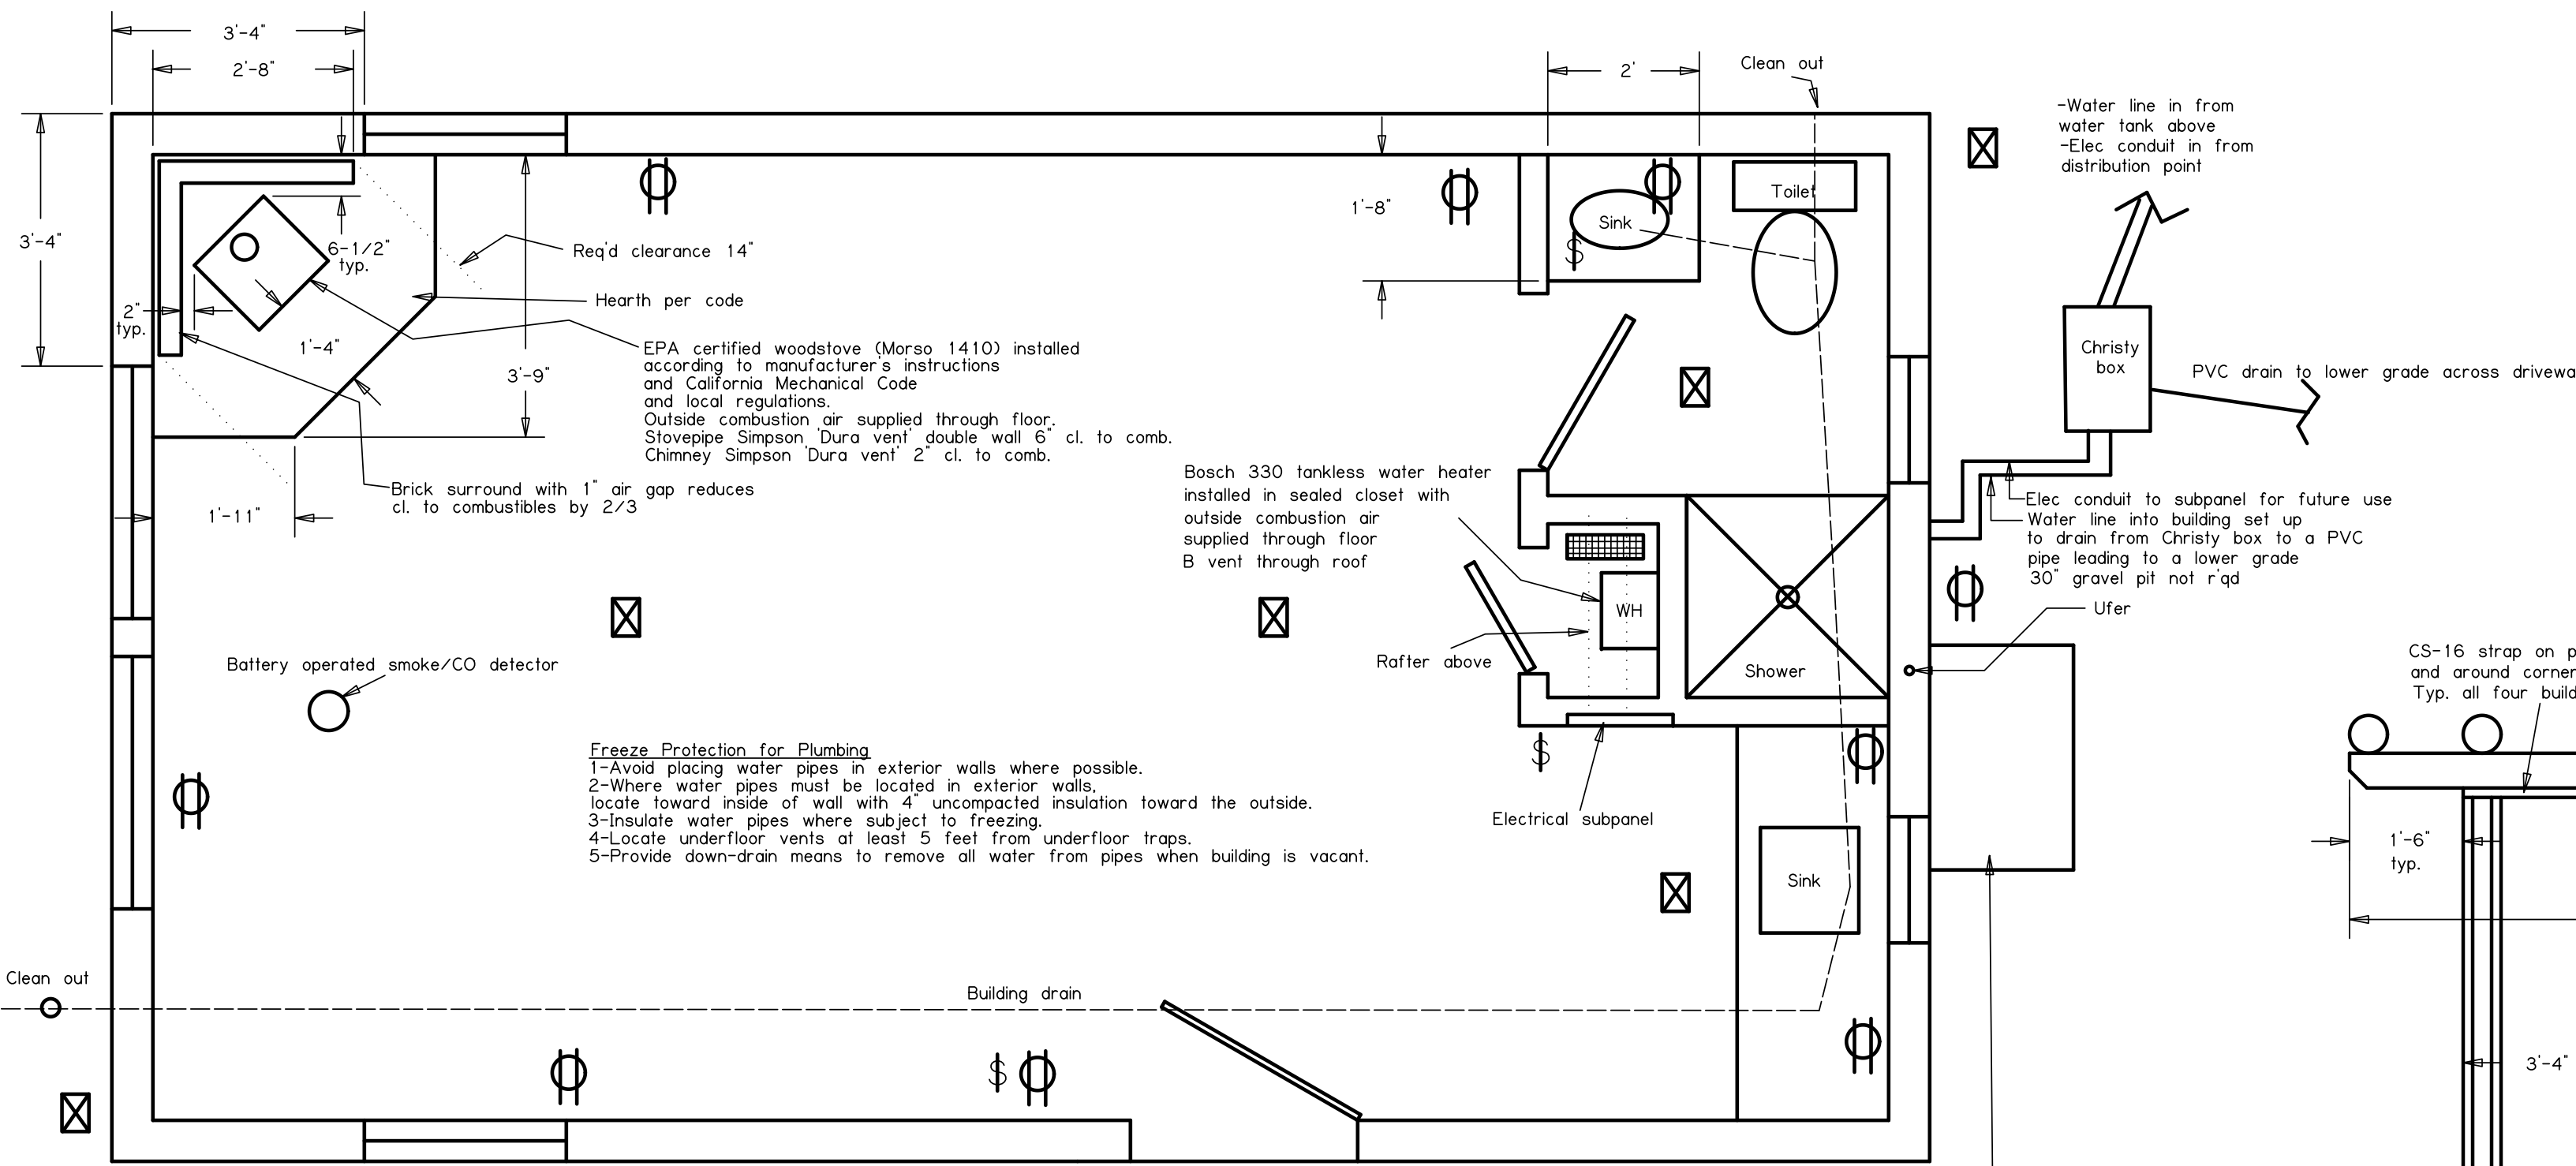 3'-4"
2'-8"
2'
Clean out
-Water line in from
water tank above
-Elec conduit in from
distribution point
Toilet
1'-8"
Sink
$
3'-4"
6-1/2"
typ.
Req'd clearance 14"
Hearth per code
2"
typ.
1'-4"
EPA certified woodstove (Morso 1410) installed
according to manufacturer's instructions
and California Mechanical Code
and local regulations.
Outside combustion air supplied through floor.
Stovepipe Simpson 'Dura vent' double wall 6" cl. to comb.
Chimney Simpson 'Dura vent' 2" cl. to comb.
3'-9"
Christy
box
PVC drain to lower grade across drivewa
Brick surround with 1" air gap reduces
cl. to combustibles by 2/3
1'-11"
Bosch 330 tankless water heater
installed in sealed closet with
outside combustion air
supplied through floor
B vent through roof
Elec conduit to subpanel for future use
Water line into building set up
to drain from Christy box to a PVC
pipe leading to a lower grade
30" gravel pit not r'qd
Ufer
WH
Rafter above
Shower
Battery operated smoke/CO detector
CS-16 strap on p
and around corner
Typ. all four build
Freeze Protection for Plumbing
1-Avoid placing water pipes in exterior walls where possible.
2-Where water pipes must be located in exterior walls,
locate toward inside of wall with 4" uncompacted insulation toward the outside.
3-Insulate water pipes where subject to freezing.
4-Locate underfloor vents at least 5 feet from underfloor traps.
5-Provide down-drain means to remove all water from pipes when building is vacant.
$
Electrical subpanel
1'-6"
typ.
Sink
Clean out
Building drain
$
3'-4"